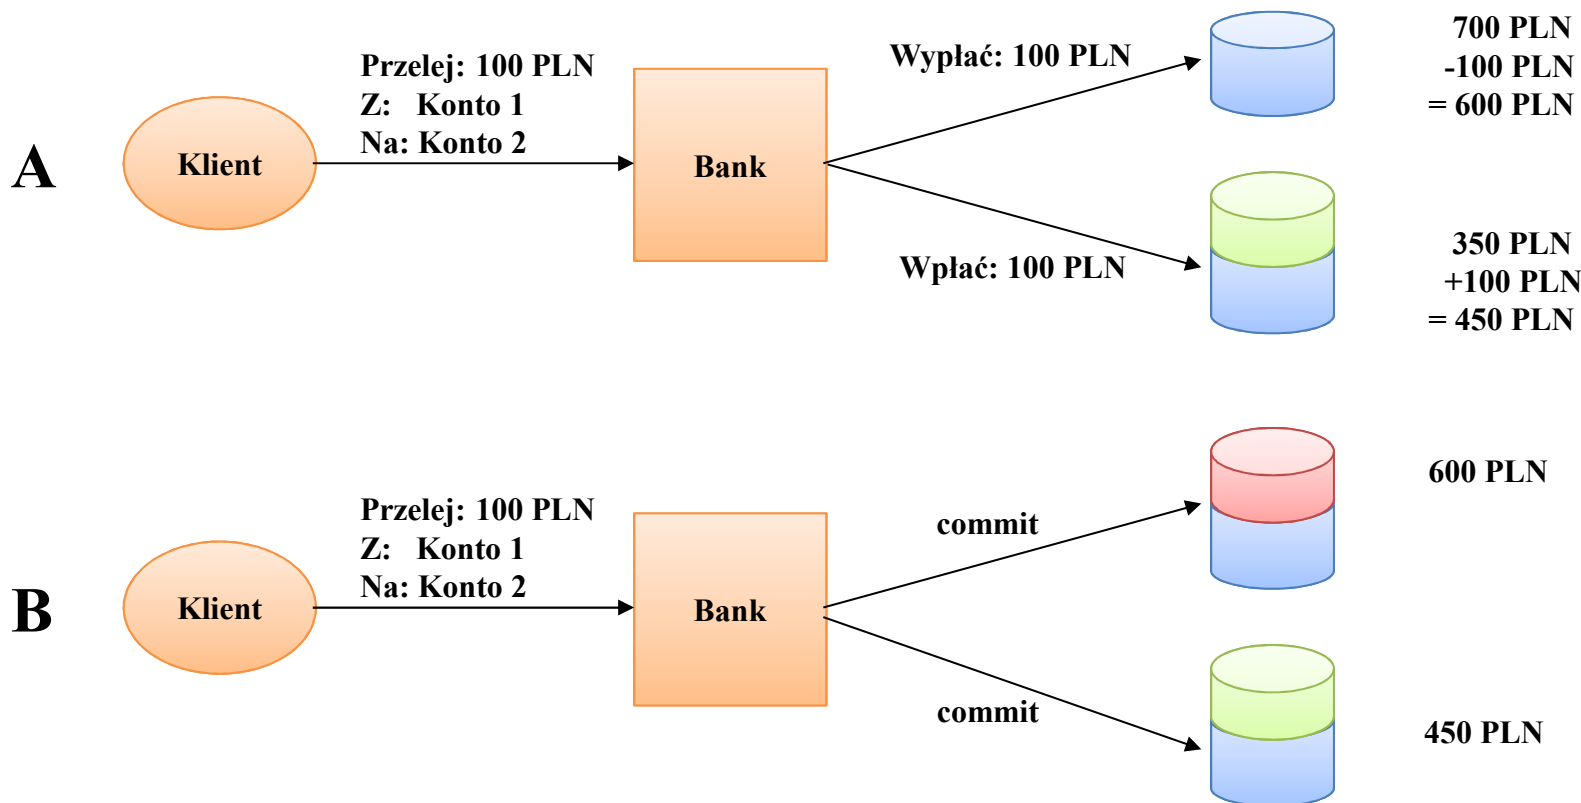 A
Klient
Przelej: 100 PLN
Z: Konto 1
Na: Konto 2
Bank
Wypłać: 100 PLN
700 PLN
-100 PLN
= 600 PLN
Wpłać: 100 PLN
350 PLN
+100 PLN
= 450 PLN
B
Klient
Przelej: 100 PLN
Z: Konto 1
Na: Konto 2
Bank
commit
600 PLN
commit
450 PLN